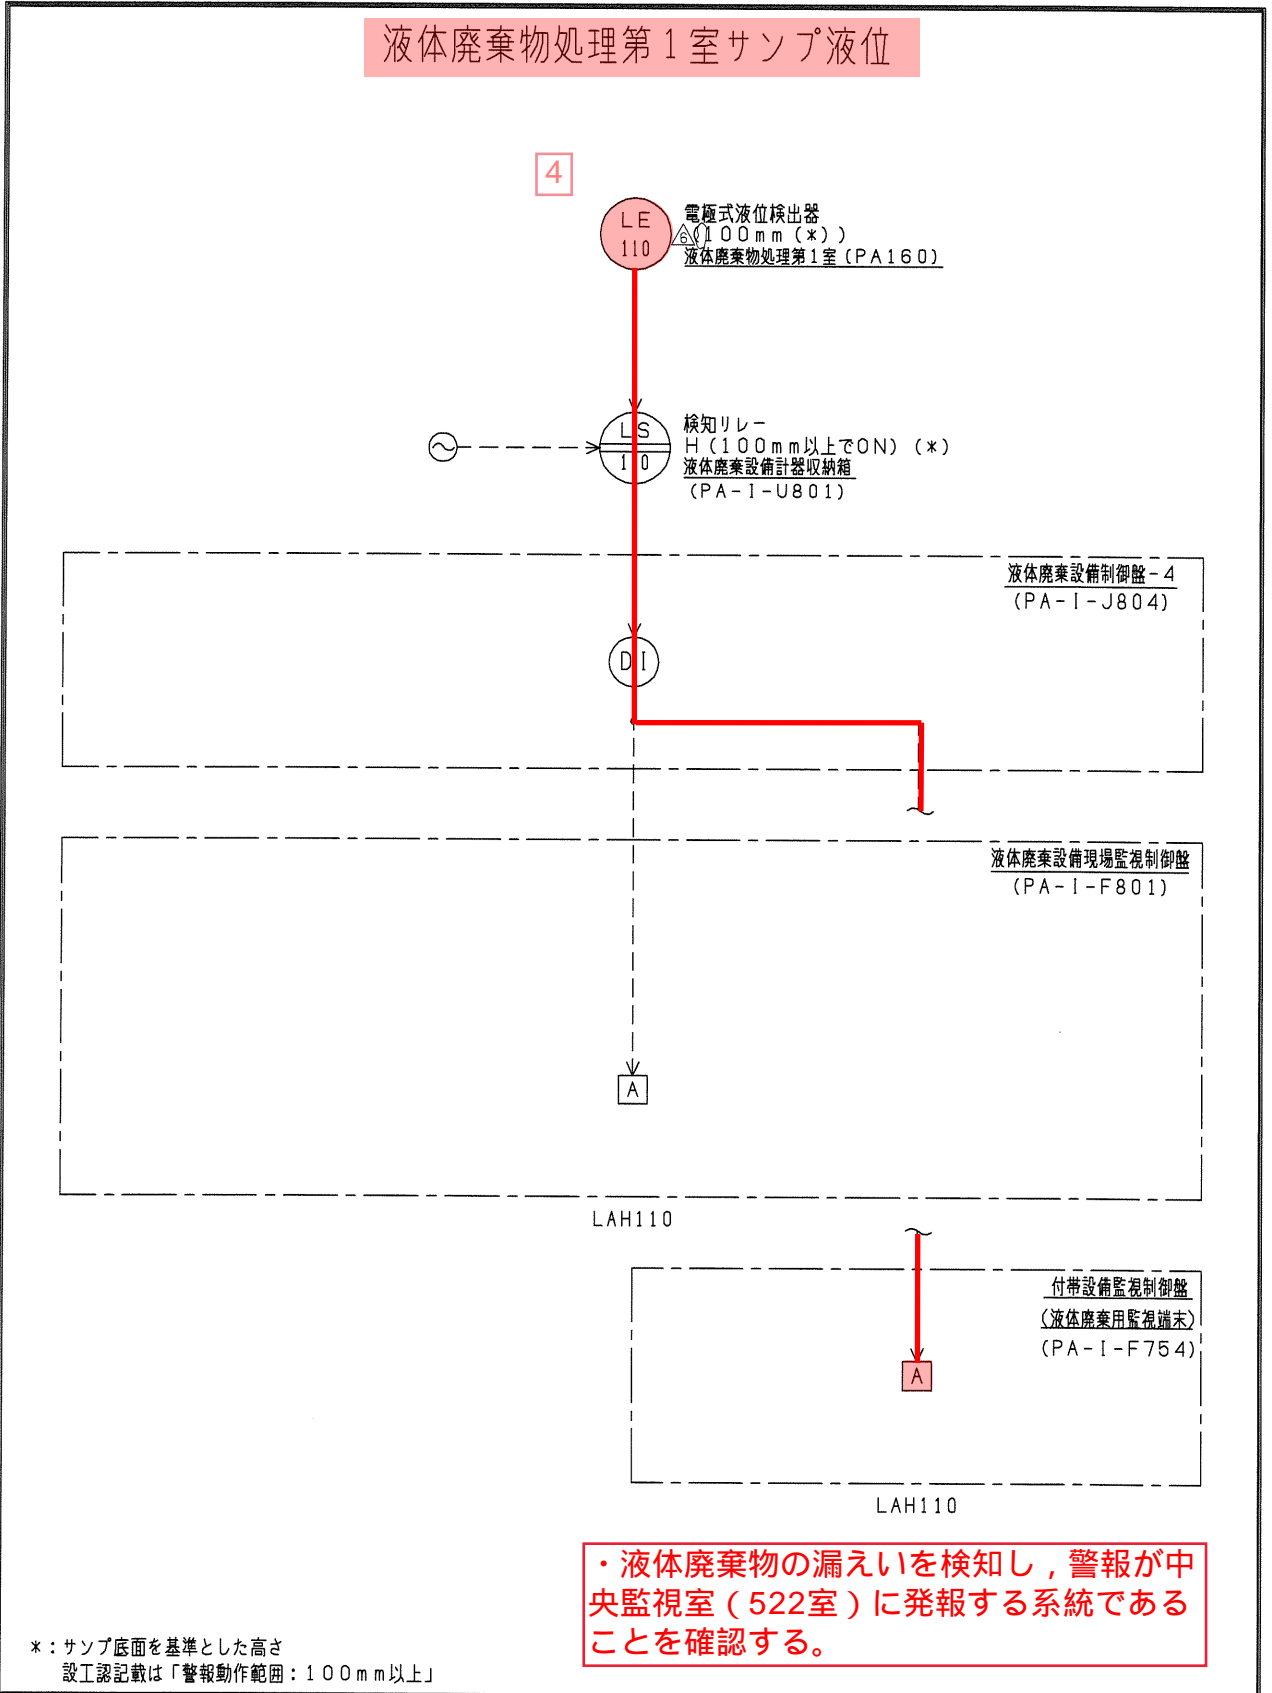 液体廃棄物処理第1室サンプ液位
4
LE
110
電極式液位検出器
6
(100mm(*))
液体廃棄物処理第1室(PA160)
LS
110
検知リレー
H(100mm以上でON)(*)
液体廃棄設備計器収納箱
(PA-I-U801)
液体廃棄設備制御盤-4
(PA-I-J804)
DI
液体廃棄設備現場監視制御盤
(PA-I-F801)
A
LAH110
付帯設備監視制御盤
(液体廃棄用監視端末)
(PA-I-F754)
A
LAH110
・液体廃棄物の漏えいを検知し,警報が中
央監視室(522室)に発報する系統である
ことを確認する。
*:サンプ底面を基準とした高さ
設工認記載は「警報動作範囲:100mm以上」